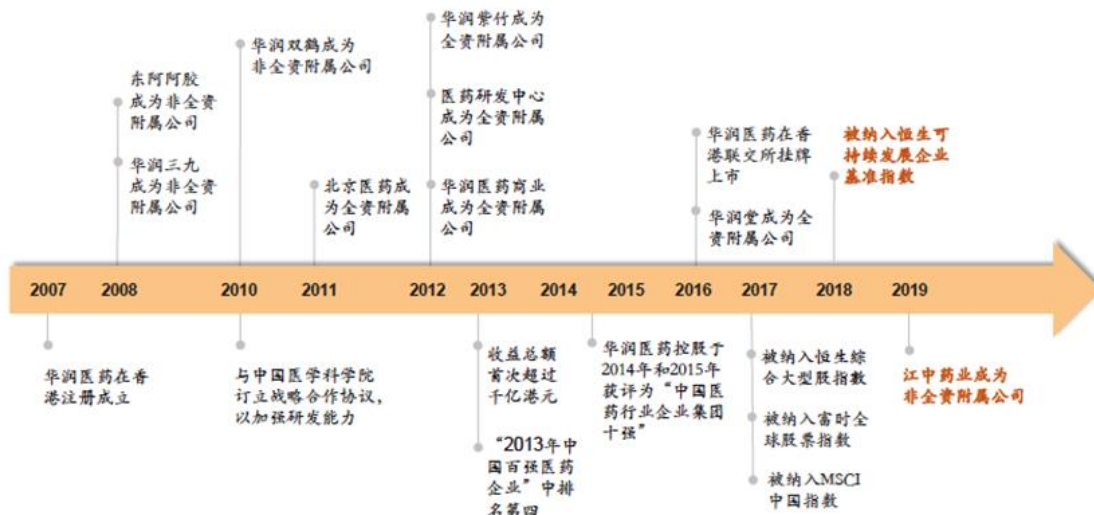 华润紫竹成为
全资附属公司
华润双鹤成为
非全资附属公司
东阿阿胶
成为非全资
附属公司
医药研发中心
成为全资附属
公司
华润医药在香
港联交所挂牌
上市
被纳入恒生可
持续发展企业
基准指数
华润三九
成为非全资
附属公司
北京医药成
为全资附属
公司
华润医药商业
成为全资附属
公司
华润堂成为全
资附属公司
2007 2008 2010 2011 2012 2013 2014 2015 2016 2017 2018 2019
华润医药在香
港注册成立
与中国医学科学院
订立战略合作协议,
以加强研发能力
收益总额
首次超过
千亿港元
“2013年中
国百强医药
企业”中排
名第四
华润医药控股于
2014年和2015年
获评为“中国医
药行业企业集团
十强”
被纳入恒生综
合大型股指数
被纳入富时全
球股票指数
被纳入MSCI
中国指数
江中药业成为
非全资附属公司